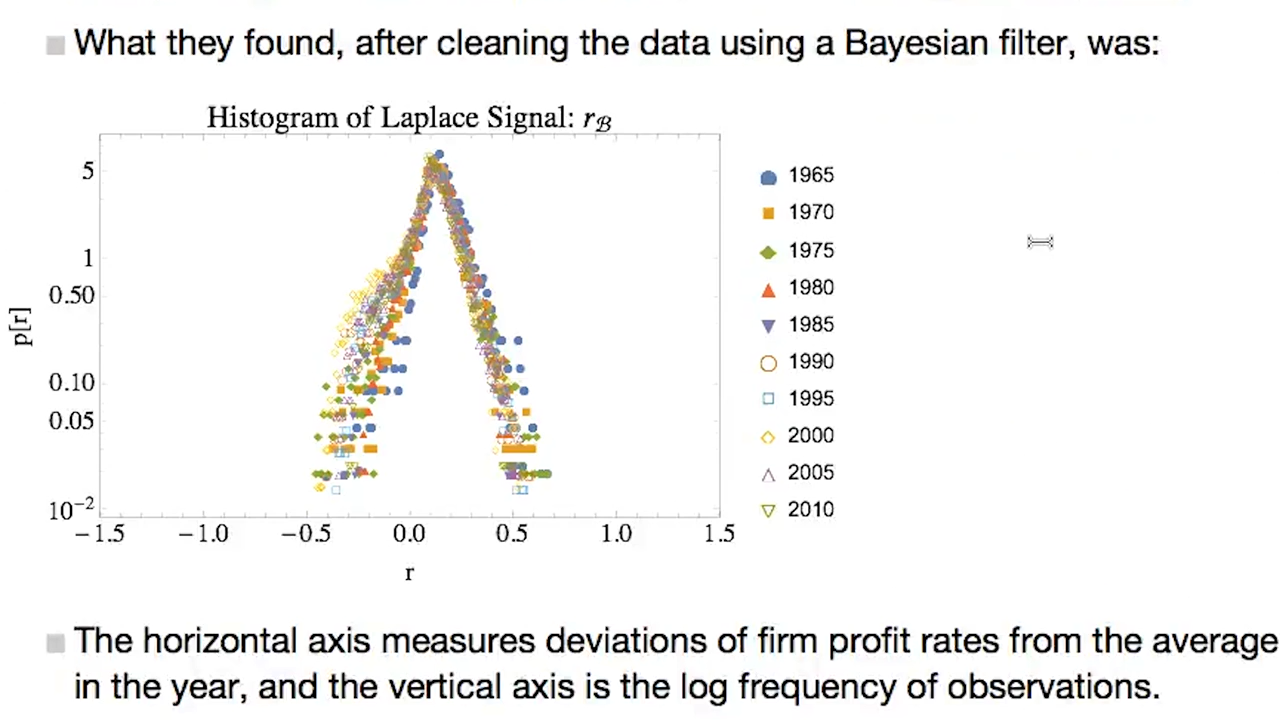 What they found, after cleaning the data using a Bayesian filter, was:
Histogram of Laplace Signal: r𝓑
5
1
0.50
0.10
0.05
10⁻²
p[r]
−1.5 −1.0 −0.5 0.0 0.5 1.0 1.5
r
1965
1970
1975
1980
1985
1990
1995
2000
2005
2010
The horizontal axis measures deviations of firm profit rates from the average
in the year, and the vertical axis is the log frequency of observations.